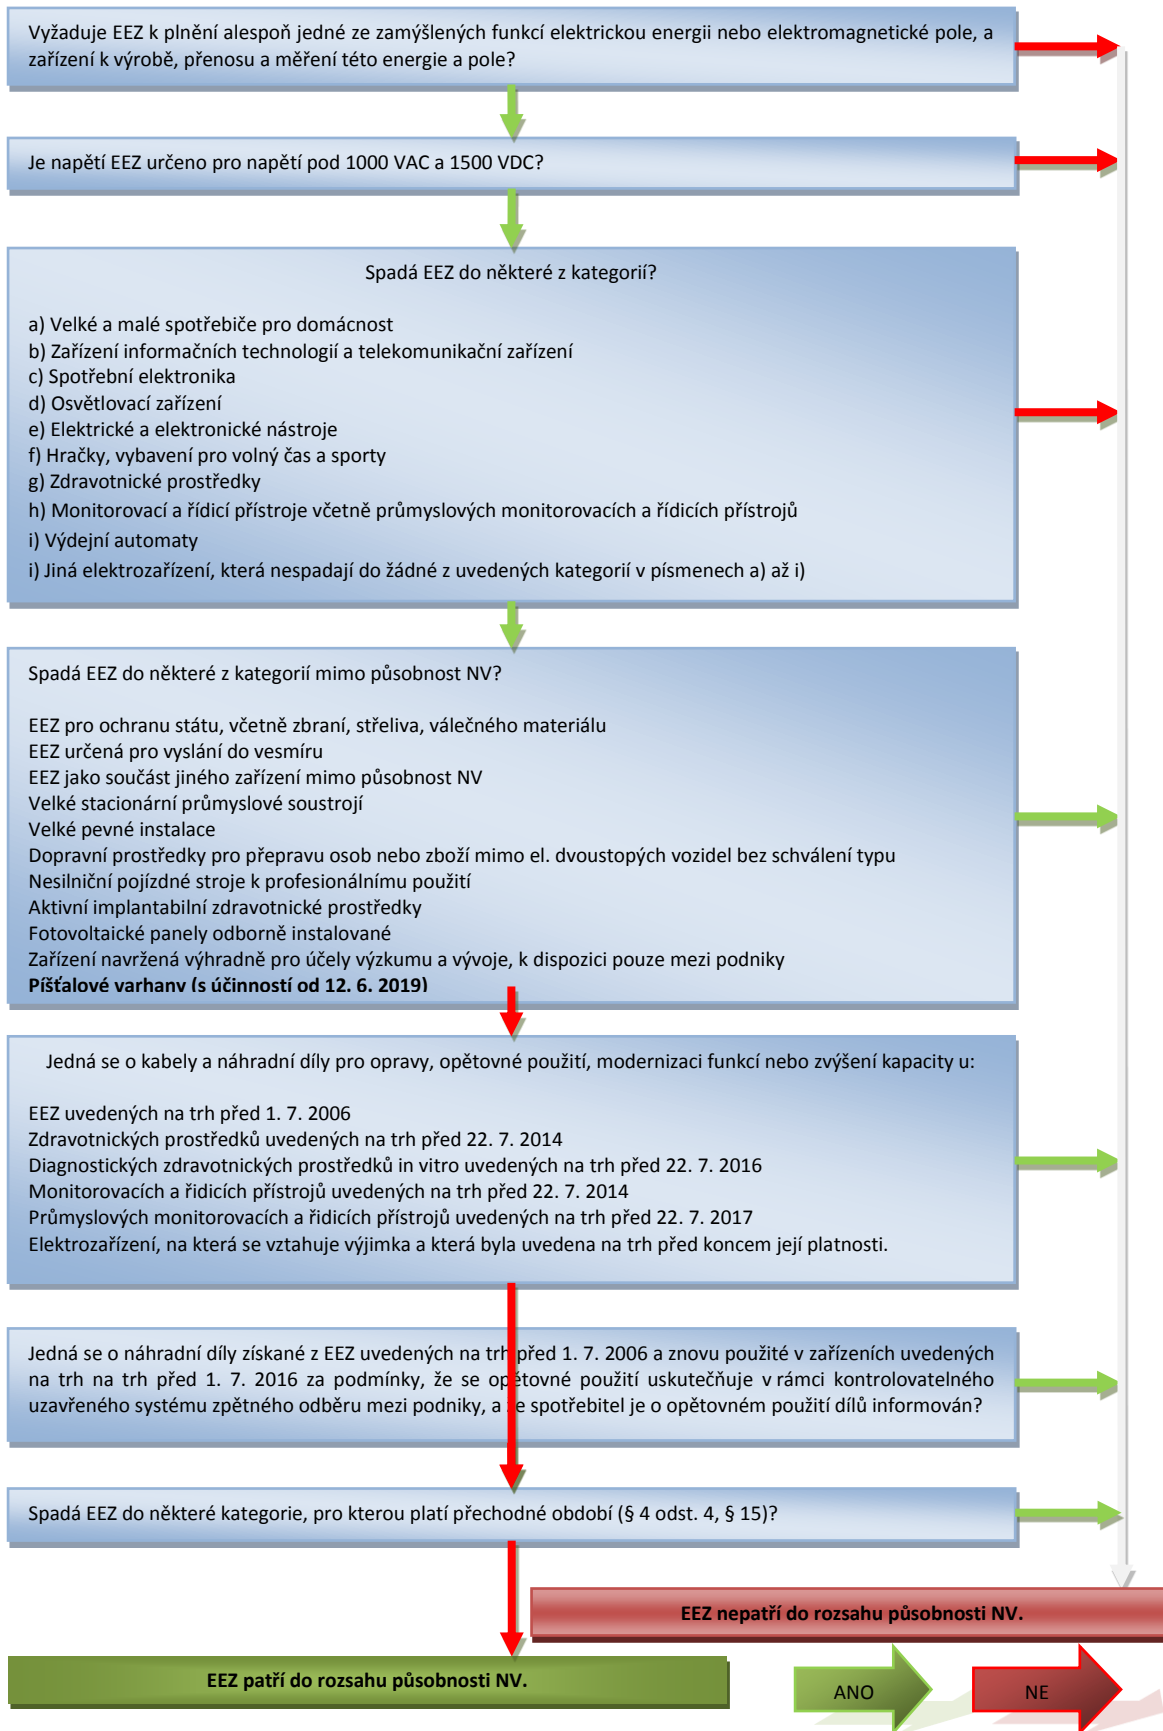 Vyžaduje EEZ k plnění alespoň jedné ze zamýšlených funkcí elektrickou energii nebo elektromagnetické pole, a
zařízení k výrobě, přenosu a měření této energie a pole?
Je napětí EEZ určeno pro napětí pod 1000 VAC a 1500 VDC?
Spadá EEZ do některé z kategorií?
a) Velké a malé spotřebiče pro domácnost
b) Zařízení informačních technologií a telekomunikační zařízení
c) Spotřební elektronika
d) Osvětlovací zařízení
e) Elektrické a elektronické nástroje
f) Hračky, vybavení pro volný čas a sporty
g) Zdravotnické prostředky
h) Monitorovací a řídicí přístroje včetně průmyslových monitorovacích a řídicích přístrojů
i) Výdejní automaty
i) Jiná elektrozařízení, která nespadají do žádné z uvedených kategorií v písmenech a) až i)
Spadá EEZ do některé z kategorií mimo působnost NV?
EEZ pro ochranu státu, včetně zbraní, střeliva, válečného materiálu
EEZ určená pro vyslání do vesmíru
EEZ jako součást jiného zařízení mimo působnost NV
Velké stacionární průmyslové soustrojí
Velké pevné instalace
Dopravní prostředky pro přepravu osob nebo zboží mimo el. dvoustopých vozidel bez schválení typu
Nesilniční pojízdné stroje k profesionálnímu použití
Aktivní implantabilní zdravotnické prostředky
Fotovoltaické panely odborně instalované
Zařízení navržená výhradně pro účely výzkumu a vývoje, k dispozici pouze mezi podniky
Píšťalové varhany (s účinností od 12. 6. 2019)
Jedná se o kabely a náhradní díly pro opravy, opětovné použití, modernizaci funkcí nebo zvýšení kapacity u:
EEZ uvedených na trh před 1. 7. 2006
Zdravotnických prostředků uvedených na trh před 22. 7. 2014
Diagnostických zdravotnických prostředků in vitro uvedených na trh před 22. 7. 2016
Monitorovacích a řidicích přístrojů uvedených na trh před 22. 7. 2014
Průmyslových monitorovacích a řidicích přístrojů uvedených na trh před 22. 7. 2017
Elektrozařízení, na která se vztahuje výjimka a která byla uvedena na trh před koncem její platnosti.
Jedná se o náhradní díly získané z EEZ uvedených na trh před 1. 7. 2006 a znovu použité v zařízeních uvedených
na trh na trh před 1. 7. 2016 za podmínky, že se opětovné použití uskutečňuje v rámci kontrolovatelného
uzavřeného systému zpětného odběru mezi podniky, a že spotřebitel je o opětovném použití dílů informován?
Spadá EEZ do některé kategorie, pro kterou platí přechodné období (§ 4 odst. 4, § 15)?
EEZ nepatří do rozsahu působnosti NV.
EEZ patří do rozsahu působnosti NV.
ANO
NE